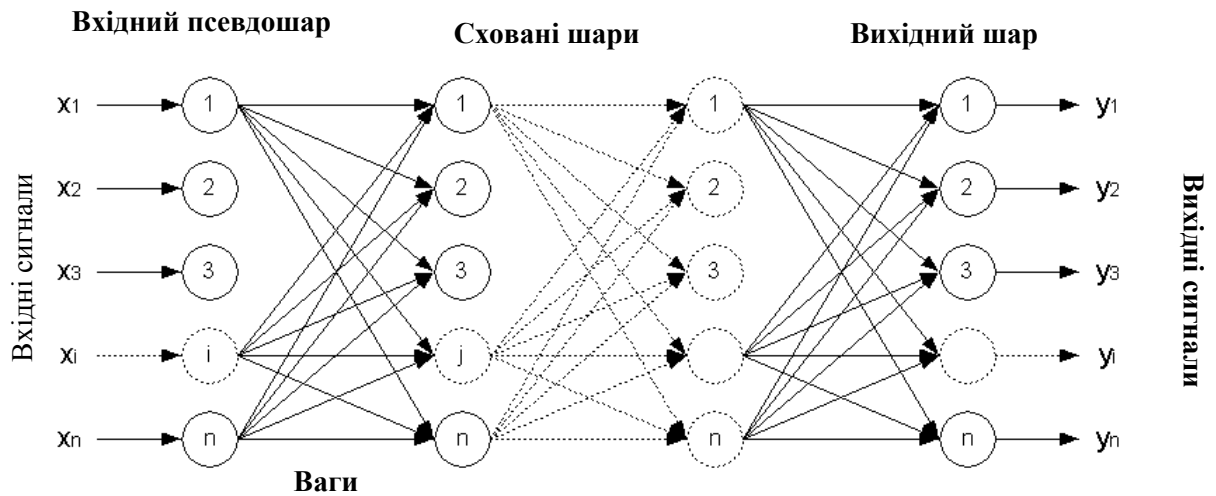 Вхідний псевдошар
Сховані шари
Вихідний шар
Вхідні сигнали
x1 1 1 1 1 y1
x2 2 2 2 2 y2
x3 3 3 3 3 y3
xi i j yi
xn n n n n yn
Вихідні сигнали
Ваги